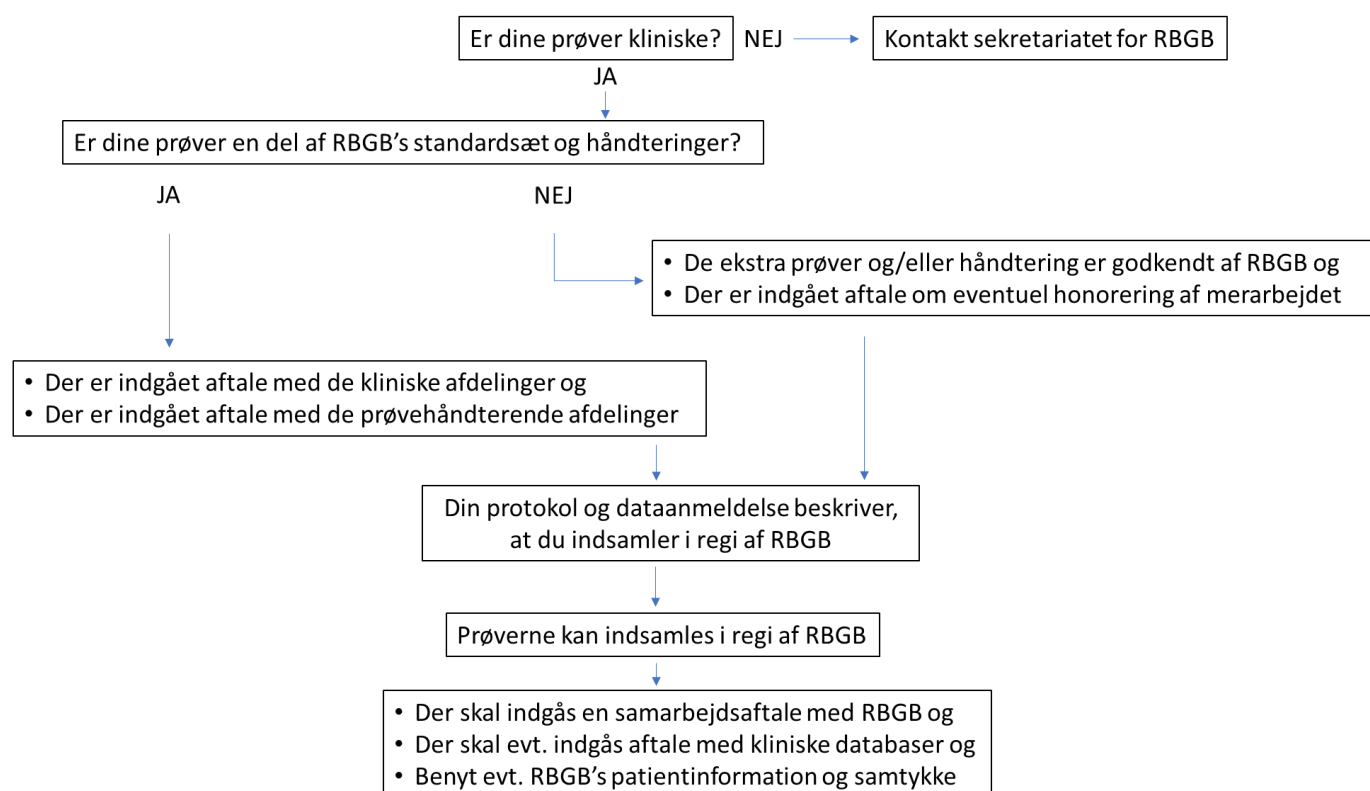 Er dine prøver kliniske?
NEJ
Kontakt sekretariatet for RBGB
JA
Er dine prøver en del af RBGB's standardsæt og håndteringer?
JA
NEJ
• De ekstra prøver og/eller håndtering er godkendt af RBGB og
• Der er indgået aftale om eventuel honorering af merarbejdet
• Der er indgået aftale med de kliniske afdelinger og
• Der er indgået aftale med de prøvehåndterende afdelinger
Din protokol og dataanmeldelse beskriver,
at du indsamler i regi af RBGB
Prøverne kan indsamles i regi af RBGB
• Der skal indgås en samarbejdsaftale med RBGB og
• Der skal evt. indgås aftale med kliniske databaser og
• Benyt evt. RBGB's patientinformation og samtykke